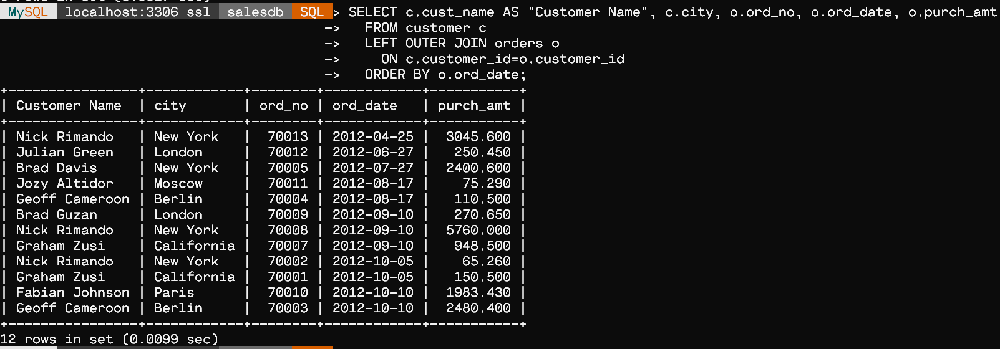 MySQL localhost:3306 ssl salesdb SQL > SELECT c.cust_name AS "Customer Name", c.city, o.ord_no, o.ord_date, o.purch_amt
-> FROM customer c
-> LEFT OUTER JOIN orders o
-> ON c.customer_id=o.customer_id
-> ORDER BY o.ord_date;
+----------------+------------+--------+------------+-----------+
| Customer Name | city | ord_no | ord_date | purch_amt |
+----------------+------------+--------+------------+-----------+
| Nick Rimando | New York | 70013 | 2012-04-25 | 3045.600 |
| Julian Green | London | 70012 | 2012-06-27 | 250.450 |
| Brad Davis | New York | 70005 | 2012-07-27 | 2400.600 |
| Jozy Altidor | Moscow | 70011 | 2012-08-17 | 75.290 |
| Geoff Cameroon | Berlin | 70004 | 2012-08-17 | 110.500 |
| Brad Guzan | London | 70009 | 2012-09-10 | 270.650 |
| Nick Rimando | New York | 70008 | 2012-09-10 | 5760.000 |
| Graham Zusi | California | 70007 | 2012-09-10 | 948.500 |
| Nick Rimando | New York | 70002 | 2012-10-05 | 65.260 |
| Graham Zusi | California | 70001 | 2012-10-05 | 150.500 |
| Fabian Johnson | Paris | 70010 | 2012-10-10 | 1983.430 |
| Geoff Cameroon | Berlin | 70003 | 2012-10-10 | 2480.400 |
+----------------+------------+--------+------------+-----------+
12 rows in set (0.0099 sec)